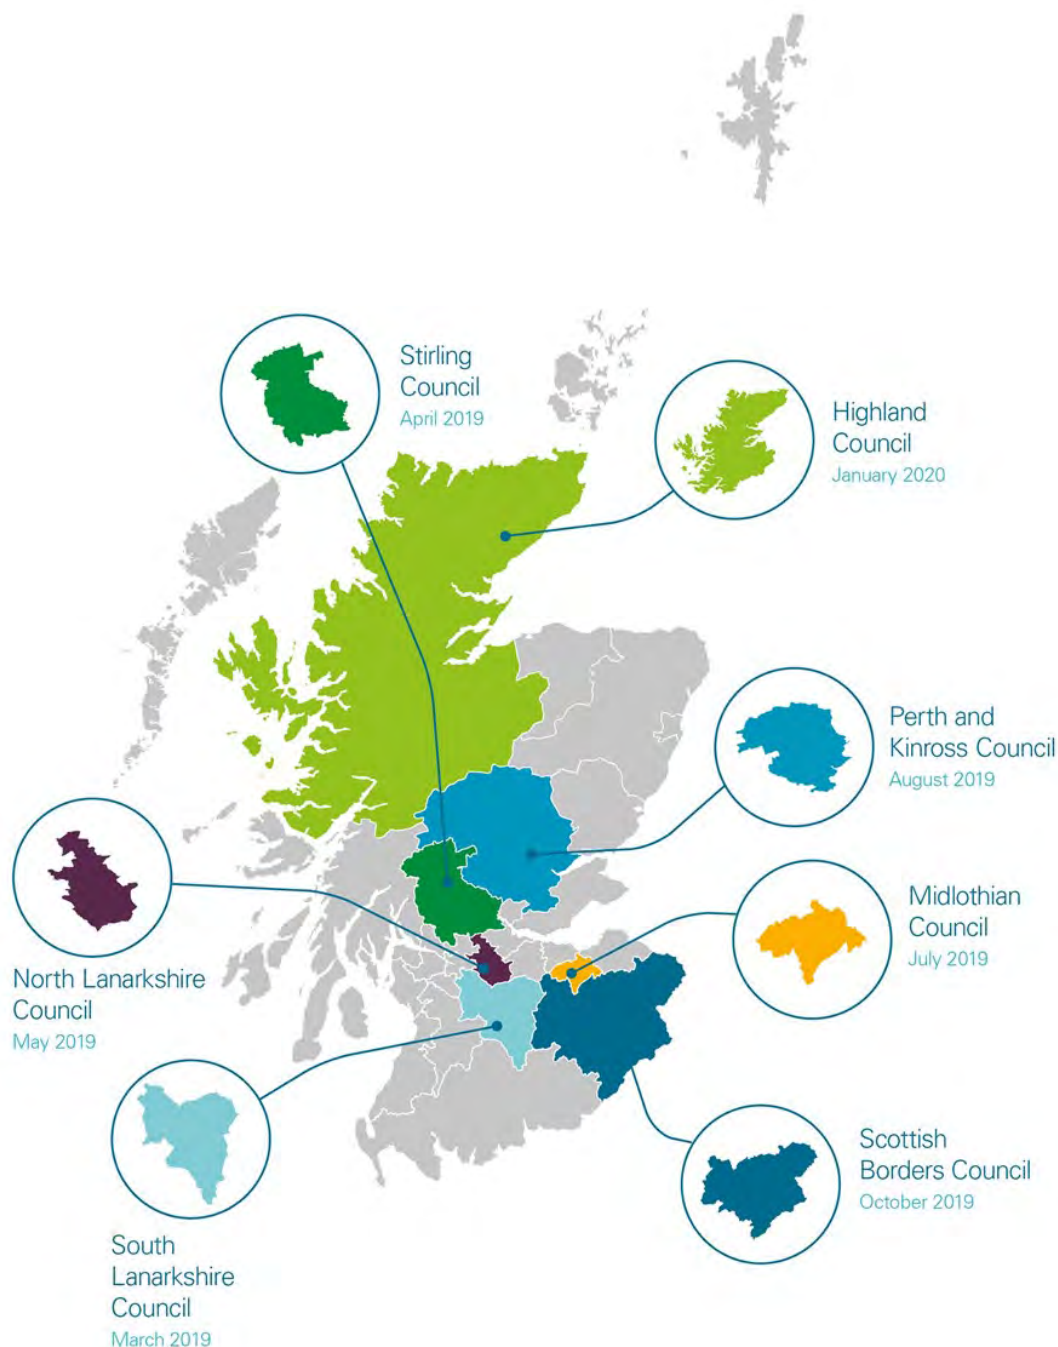 Stirling
Council
April 2019
Highland
Council
January 2020
Perth and
Kinross Council
August 2019
Midlothian
Council
July 2019
North Lanarkshire
Council
May 2019
Scottish
Borders Council
October 2019
South
Lanarkshire
Council
March 2019